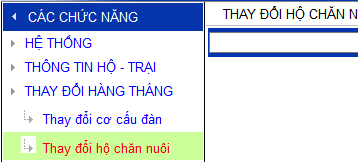 CÁC CHỨC NĂNG
HỆ THỐNG
THÔNG TIN HỘ - TRẠI
THAY ĐỔI HÀNG THÁNG
Thay đổi cơ cấu đàn
Thay đổi hộ chăn nuôi
THAY ĐỔI HỘ CHĂN N